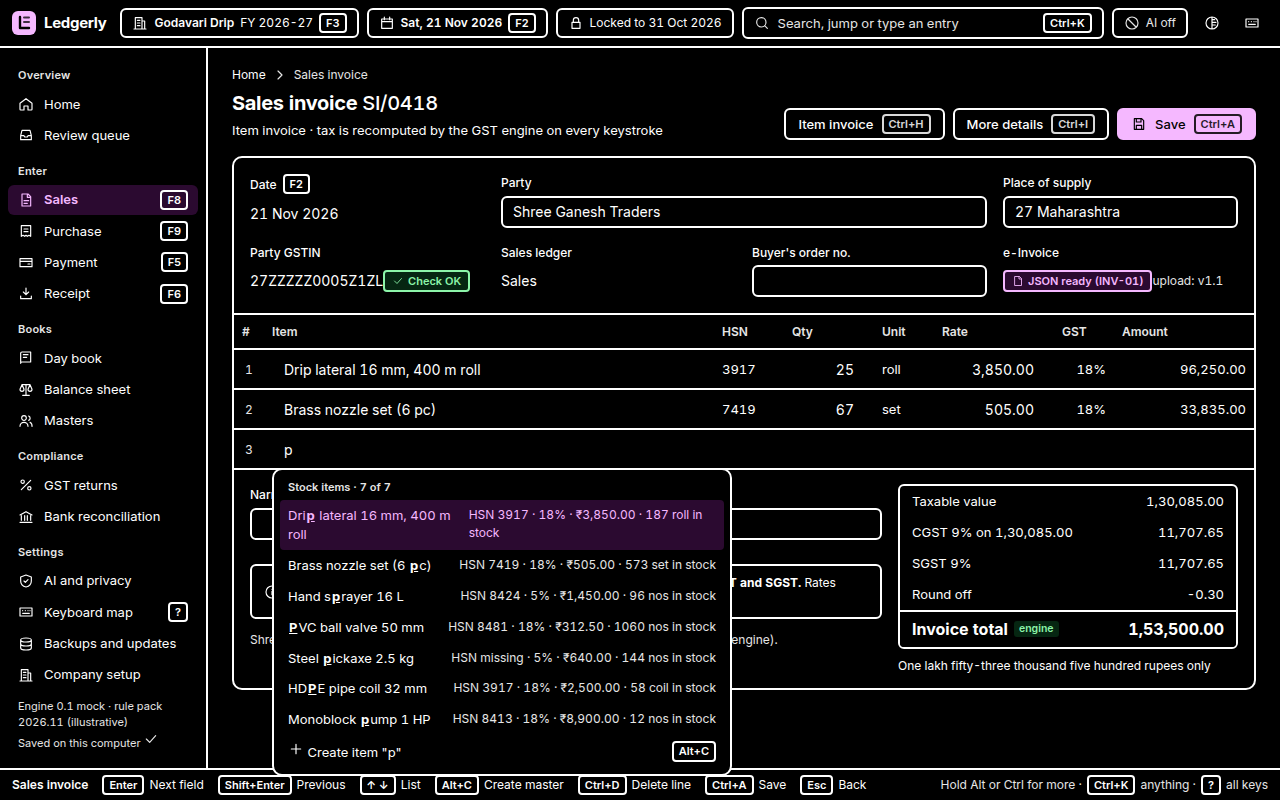 Ledgerly
Godavari Drip FY 2026-27 F3
Sat, 21 Nov 2026 F2
Locked to 31 Oct 2026
Search, jump or type an entry Ctrl+K
AI off
Overview
Home
Review queue
Enter
Sales F8
Purchase F9
Payment F5
Receipt F6
Books
Day book
Balance sheet
Masters
Compliance
GST returns
Bank reconciliation
Settings
AI and privacy
Keyboard map ?
Backups and updates
Company setup
Engine 0.1 mock · rule pack
2026.11 (illustrative)
Saved on this computer
Home > Sales invoice
Sales invoice SI/0418
Item invoice · tax is recomputed by the GST engine on every keystroke
Item invoice Ctrl+H
More details Ctrl+I
Save Ctrl+A
Date F2
Party
Place of supply
21 Nov 2026
Shree Ganesh Traders
27 Maharashtra
Party GSTIN
Sales ledger
Buyer's order no.
e-Invoice
27ZZZZZ0005Z1ZL Check OK
Sales
JSON ready (INV-01) upload: v1.1
# Item HSN Qty Unit Rate GST Amount
1 Drip lateral 16 mm, 400 m roll 3917 25 roll 3,850.00 18% 96,250.00
2 Brass nozzle set (6 pc) 7419 67 set 505.00 18% 33,835.00
3 p
Stock items · 7 of 7
Drip lateral 16 mm, 400 m roll HSN 3917 · 18% · ₹3,850.00 · 187 roll in stock
Brass nozzle set (6 pc) HSN 7419 · 18% · ₹505.00 · 573 set in stock
Hand sprayer 16 L HSN 8424 · 5% · ₹1,450.00 · 96 nos in stock
PVC ball valve 50 mm HSN 8481 · 18% · ₹312.50 · 1060 nos in stock
Steel pickaxe 2.5 kg HSN missing · 5% · ₹640.00 · 144 nos in stock
HDPE pipe coil 32 mm HSN 3917 · 18% · ₹2,500.00 · 58 coil in stock
Monoblock pump 1 HP HSN 8413 · 18% · ₹8,900.00 · 12 nos in stock
Create item "p" Alt+C
T and SGST. Rates
engine).
Taxable value 1,30,085.00
CGST 9% on 1,30,085.00 11,707.65
SGST 9% 11,707.65
Round off -0.30
Invoice total engine 1,53,500.00
One lakh fifty-three thousand five hundred rupees only
Sales invoice Enter Next field Shift+Enter Previous ↑ ↓ List Alt+C Create master Ctrl+D Delete line Ctrl+A Save Esc Back
Hold Alt or Ctrl for more · Ctrl+K anything · ? all keys